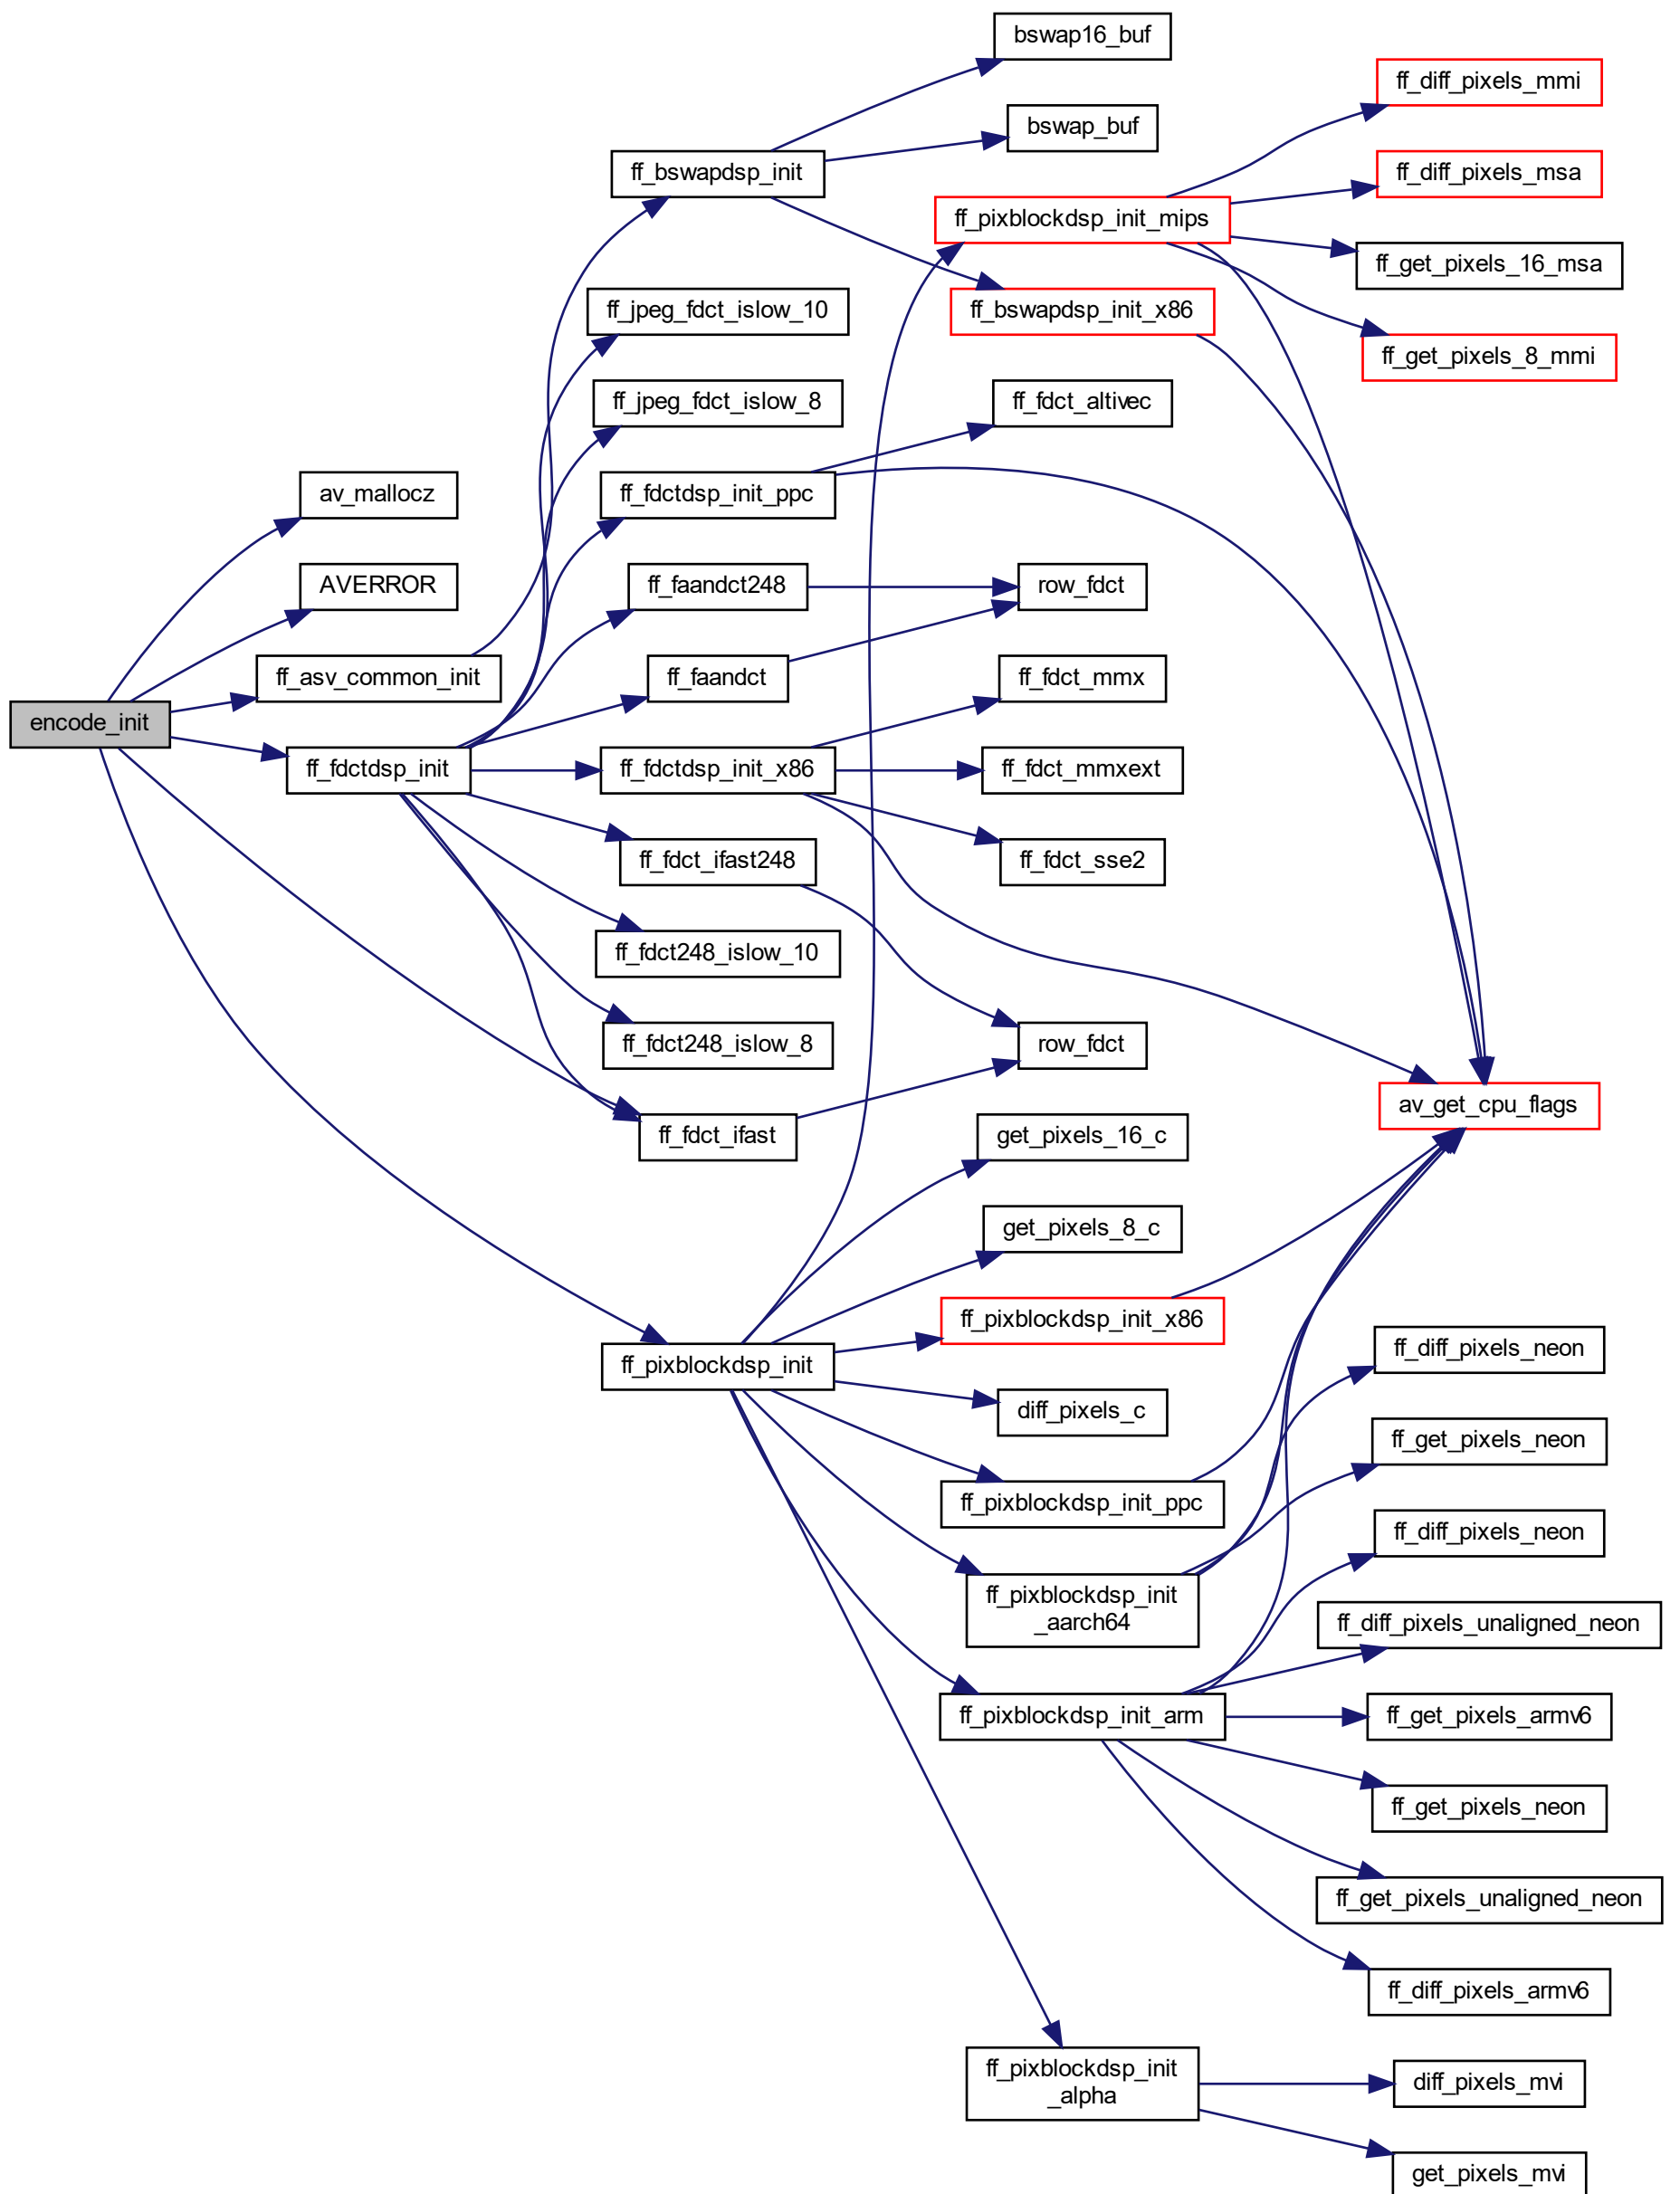 bswap16_buf
ff_diff_pixels_mmi
bswap_buf
ff_bswapdsp_init
ff_diff_pixels_msa
ff_pixblockdsp_init_mips
ff_get_pixels_16_msa
ff_jpeg_fdct_islow_10
ff_bswapdsp_init_x86
ff_get_pixels_8_mmi
ff_jpeg_fdct_islow_8
ff_fdct_altivec
av_mallocz
ff_fdctdsp_init_ppc
AVERROR
ff_faandct248
row_fdct
ff_asv_common_init
ff_faandct
ff_fdct_mmx
encode_init
ff_fdctdsp_init
ff_fdctdsp_init_x86
ff_fdct_mmxext
ff_fdct_ifast248
ff_fdct_sse2
ff_fdct248_islow_10
ff_fdct248_islow_8
row_fdct
av_get_cpu_flags
ff_fdct_ifast
get_pixels_16_c
get_pixels_8_c
ff_pixblockdsp_init_x86
ff_diff_pixels_neon
ff_pixblockdsp_init
diff_pixels_c
ff_get_pixels_neon
ff_pixblockdsp_init_ppc
ff_diff_pixels_neon
ff_pixblockdsp_init
_aarch64
ff_diff_pixels_unaligned_neon
ff_pixblockdsp_init_arm
ff_get_pixels_armv6
ff_get_pixels_neon
ff_get_pixels_unaligned_neon
ff_diff_pixels_armv6
ff_pixblockdsp_init
_alpha
diff_pixels_mvi
get_pixels_mvi